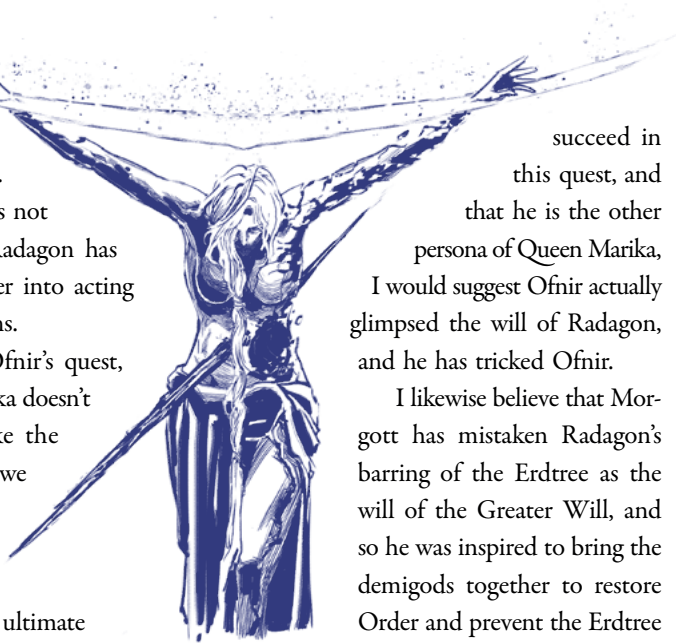 .
s not
Radagon has
er into acting
ns.
Ofnir's quest,
ka doesn't
ke the
we
ultimate
succeed in
this quest, and
that he is the other
persona of Queen Marika,
I would suggest Ofnir actually
glimpsed the will of Radagon,
and he has tricked Ofnir.
I likewise believe that Mor-
gott has mistaken Radagon's
barring of the Erdtree as the
will of the Greater Will, and
so he was inspired to bring the
demigods together to restore
Order and prevent the Erdtree